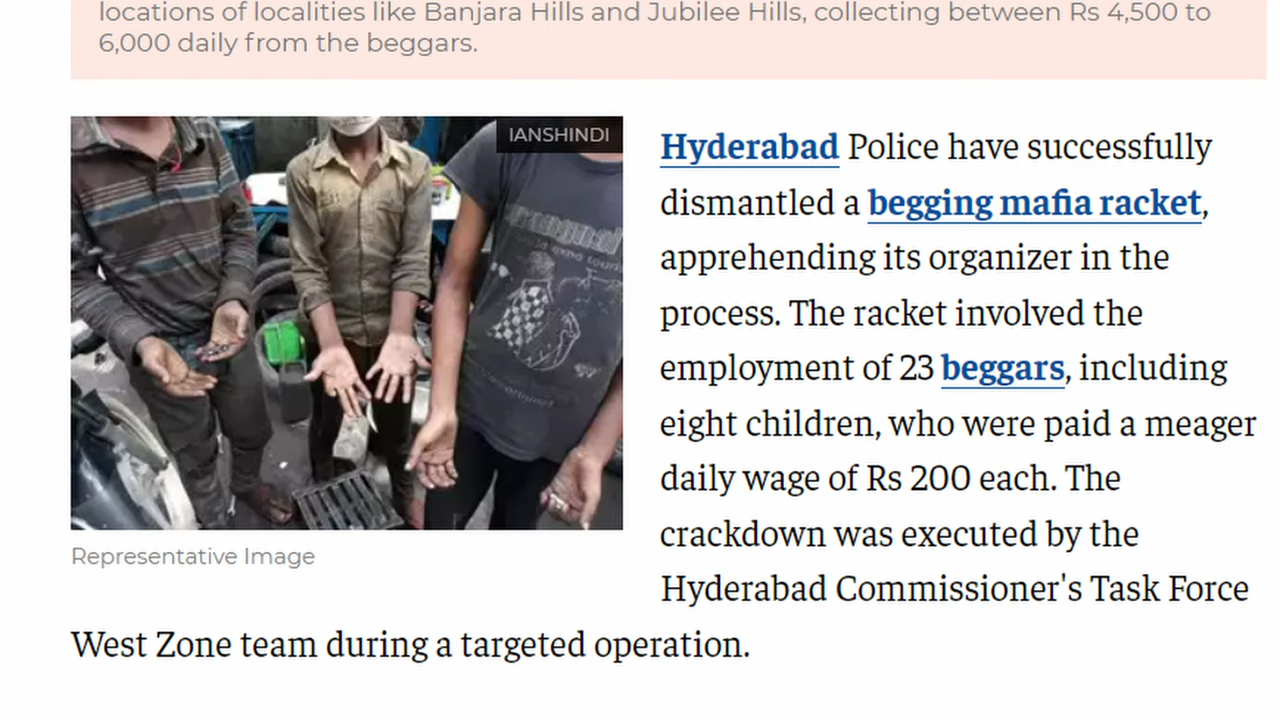 locations of localities like Banjara Hills and Jubilee Hills, collecting between Rs 4,500 to
6,000 daily from the beggars.
IANSHINDI
Hyderabad Police have successfully
dismantled a begging mafia racket,
apprehending its organizer in the
process. The racket involved the
employment of 23 beggars, including
eight children, who were paid a meager
daily wage of Rs 200 each. The
crackdown was executed by the
Hyderabad Commissioner's Task Force
Representative Image
West Zone team during a targeted operation.